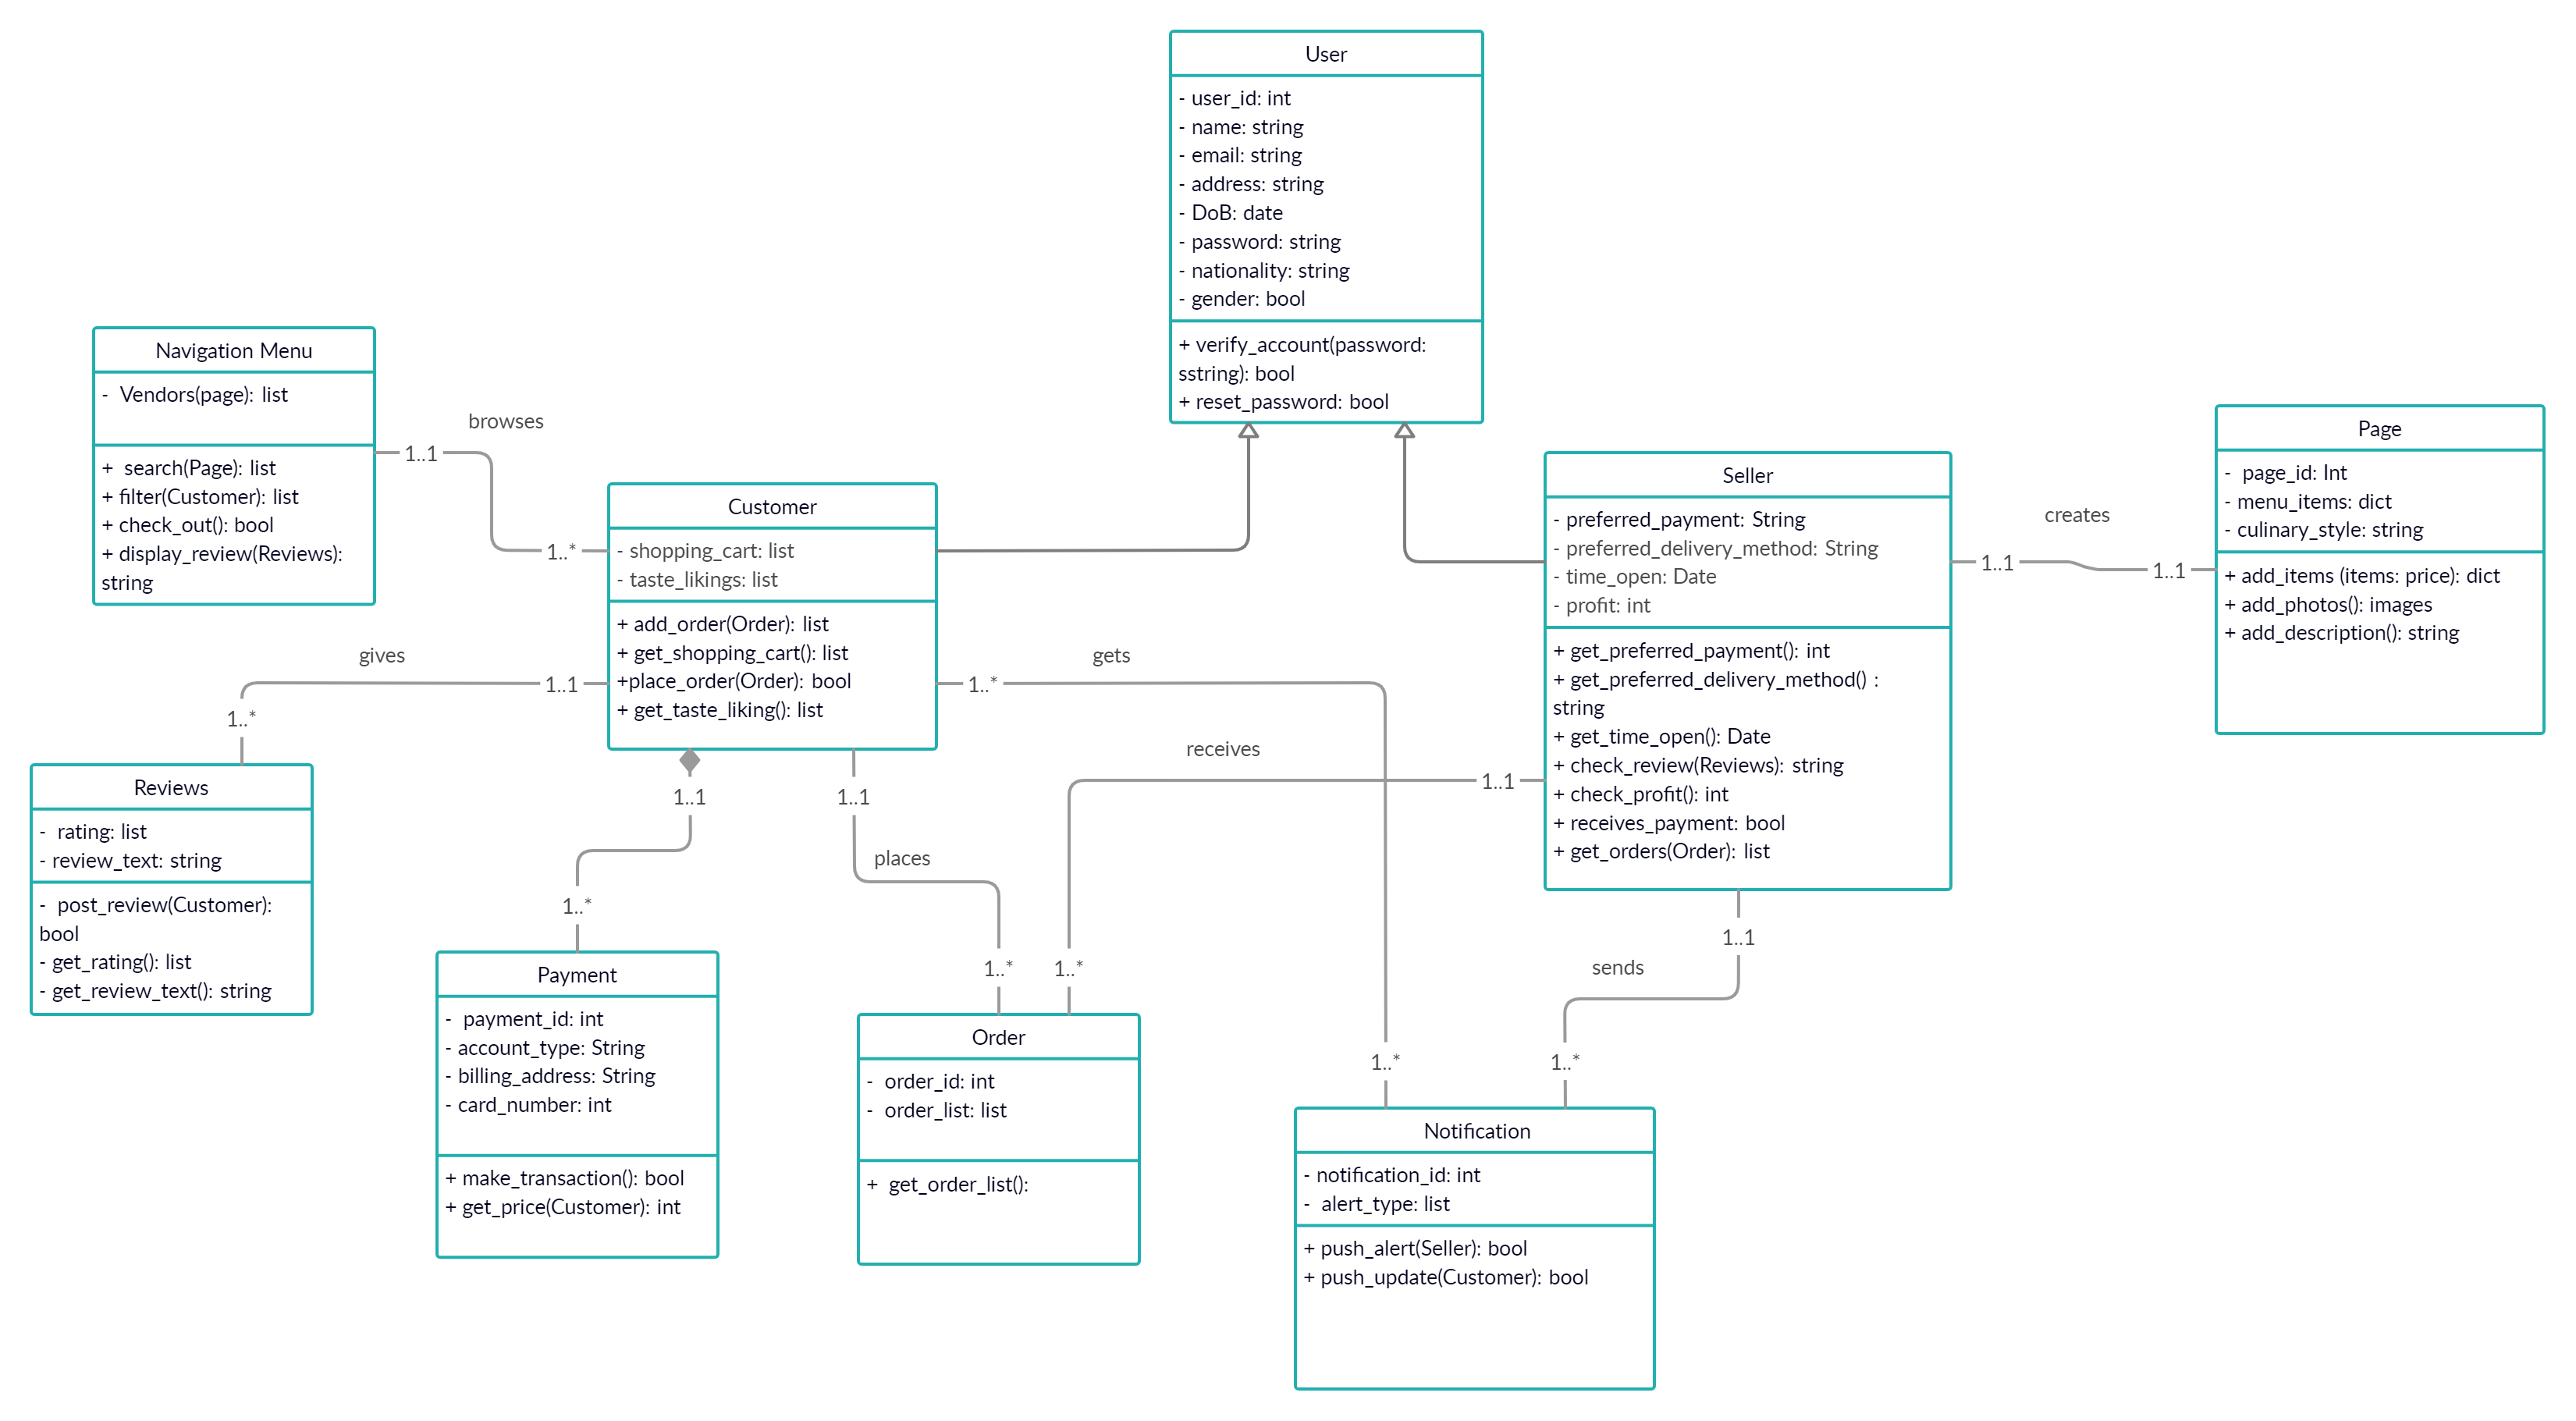 User
- user_id: int
- name: string
- email: string
- address: string
- DoB: date
- password: string
- nationality: string
- gender: bool
+ verify_account(password:
sstring): bool
+ reset_password: bool
Navigation Menu
- Vendors(page): list
+ search(Page): list
+ filter(Customer): list
+ check_out(): bool
+ display_review(Reviews):
string
browses
1..1
1..*
Customer
- shopping_cart: list
- taste_likings: list
+ add_order(Order): list
+ get_shopping_cart(): list
+place_order(Order): bool
+ get_taste_liking(): list
Seller
- preferred_payment: String
- preferred_delivery_method: String
- time_open: Date
- profit: int
+ get_preferred_payment(): int
+ get_preferred_delivery_method() :
string
+ get_time_open(): Date
+ check_review(Reviews): string
+ check_profit(): int
+ receives_payment: bool
+ get_orders(Order): list
creates
1..1
1..1
Page
- page_id: Int
- menu_items: dict
- culinary_style: string
+ add_items (items: price): dict
+ add_photos(): images
+ add_description(): string
gives
1..1
1..*
gets
1..*
1..*
receives
1..1
1..*
Reviews
- rating: list
- review_text: string
- post_review(Customer):
bool
- get_rating(): list
- get_review_text(): string
1..1
1..*
1..1
places
1..*
1..1
sends
1..*
Payment
- payment_id: int
- account_type: String
- billing_address: String
- card_number: int
+ make_transaction(): bool
+ get_price(Customer): int
Order
- order_id: int
- order_list: list
+ get_order_list():
Notification
- notification_id: int
- alert_type: list
+ push_alert(Seller): bool
+ push_update(Customer): bool